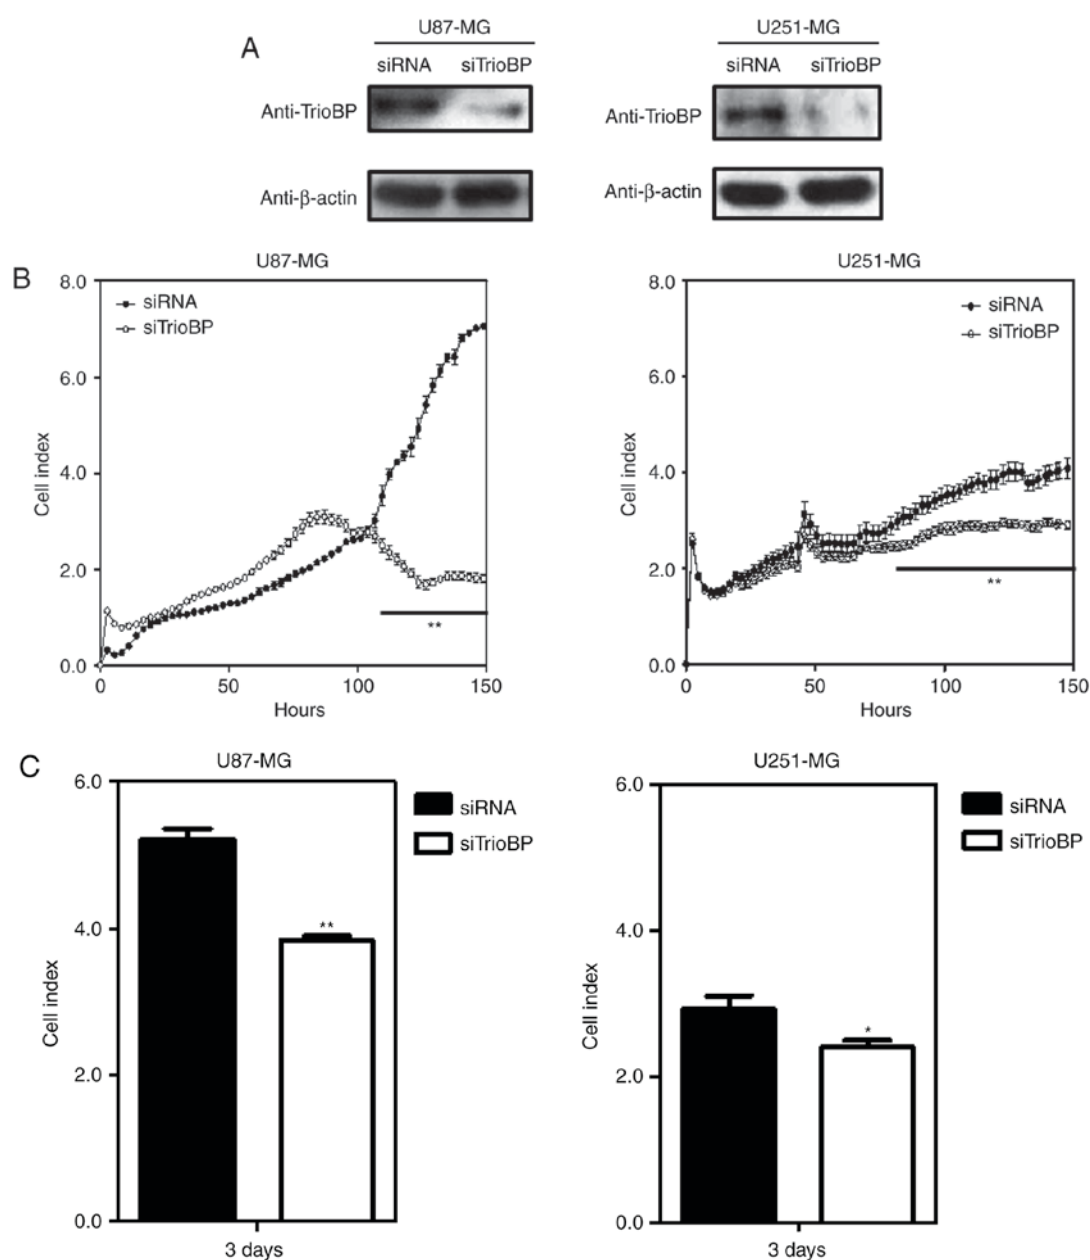 A
U87-MG
siRNA siTrioBP
Anti-TrioBP
Anti-β-actin
U251-MG
siRNA siTrioBP
Anti-TrioBP
Anti-β-actin
B
U87-MG
siRNA
siTrioBP
Cell index
8.0
6.0
4.0
2.0
0.0
**
0 50 100 150
Hours
U251-MG
siRNA
siTrioBP
Cell index
8.0
6.0
4.0
2.0
0.0
**
0 50 100 150
Hours
C
U87-MG
siRNA
siTrioBP
Cell index
6.0
4.0
2.0
0.0
**
3 days
U251-MG
siRNA
siTrioBP
Cell index
6.0
4.0
2.0
0.0
*
3 days